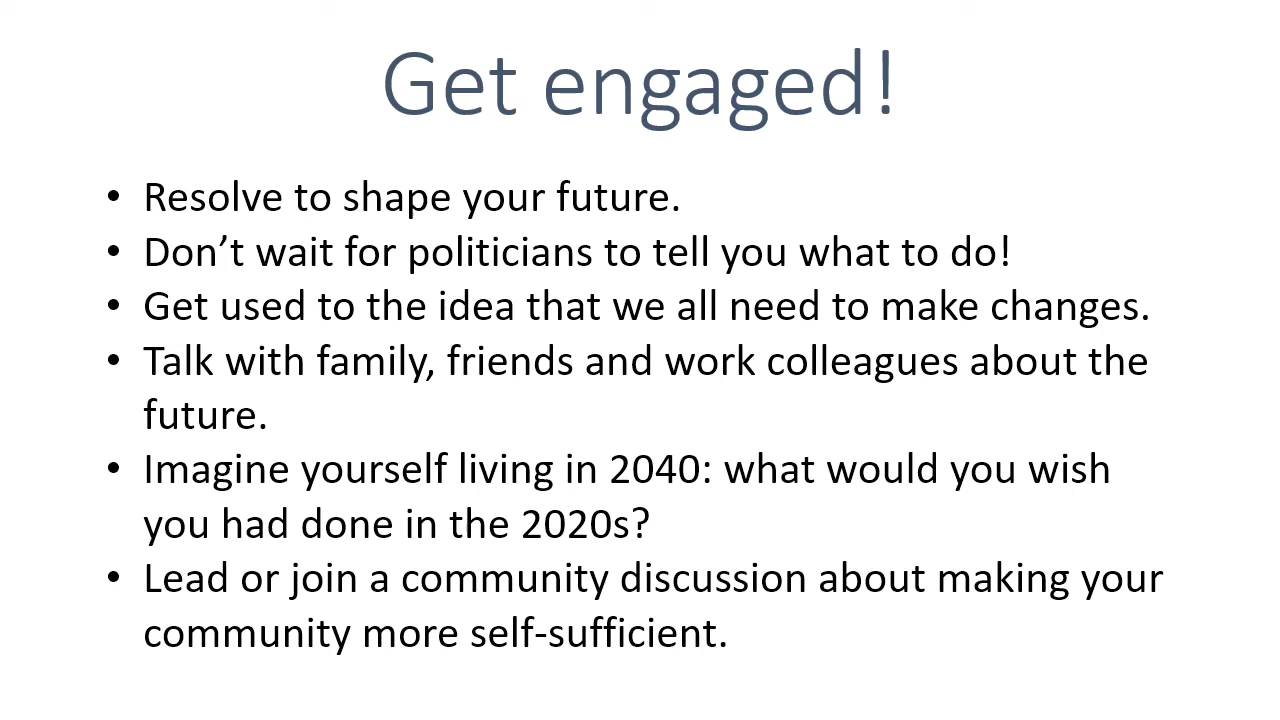 Get engaged!
• Resolve to shape your future.
• Don’t wait for politicians to tell you what to do!
• Get used to the idea that we all need to make changes.
• Talk with family, friends and work colleagues about the
future.
• Imagine yourself living in 2040: what would you wish
you had done in the 2020s?
• Lead or join a community discussion about making your
community more self-sufficient.